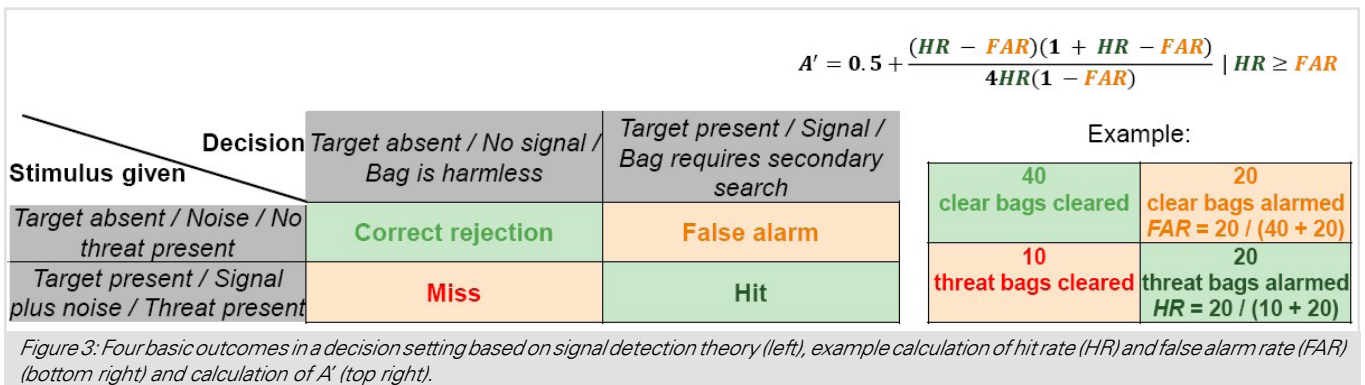 A′ = 0.5 + (HR − FAR)(1 + HR − FAR) / 4HR(1 − FAR) | HR ≥ FAR
Decision
Stimulus given
Target absent / No signal /
Bag is harmless
Target present / Signal /
Bag requires secondary
search
Target absent / Noise / No
threat present
Correct rejection
False alarm
Target present / Signal
plus noise / Threat present
Miss
Hit
Example:
40
clear bags cleared
20
clear bags alarmed
FAR = 20 / (40 + 20)
10
threat bags cleared
20
threat bags alarmed
HR = 20 / (10 + 20)
Figure 3: Four basic outcomes in a decision setting based on signal detection theory (left), example calculation of hit rate (HR) and false alarm rate (FAR)
(bottom right) and calculation of A’ (top right).